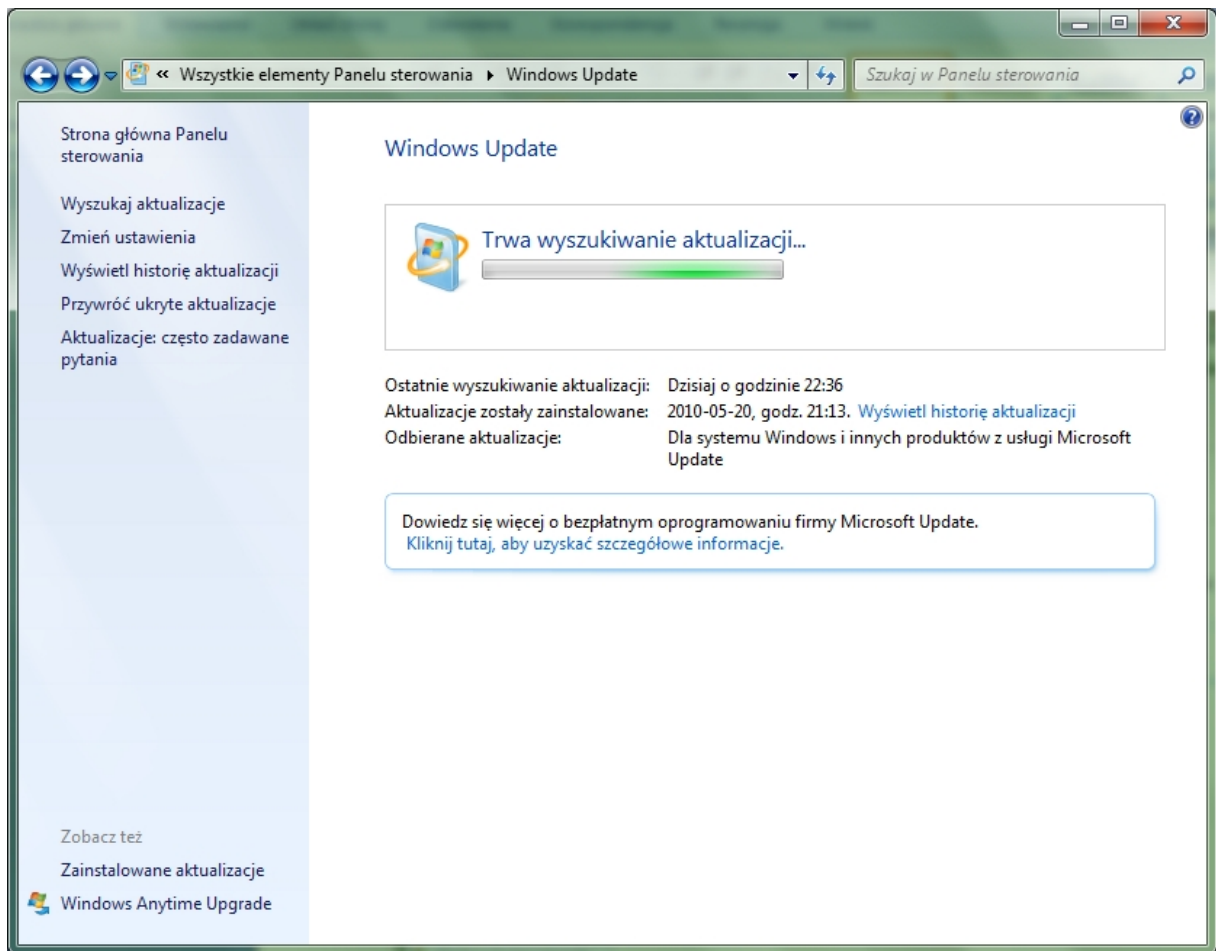 « Wszystkie elementy Panelu sterowania ▸ Windows Update
Szukaj w Panelu sterowania
Strona główna Panelu
sterowania
Wyszukaj aktualizacje
Zmień ustawienia
Wyświetl historię aktualizacji
Przywróć ukryte aktualizacje
Aktualizacje: często zadawane
pytania
Zobacz też
Zainstalowane aktualizacje
Windows Anytime Upgrade
Windows Update
Trwa wyszukiwanie aktualizacji...
Ostatnie wyszukiwanie aktualizacji: Dzisiaj o godzinie 22:36
Aktualizacje zostały zainstalowane: 2010-05-20, godz. 21:13. Wyświetl historię aktualizacji
Odbierane aktualizacje: Dla systemu Windows i innych produktów z usługi Microsoft
Update
Dowiedz się więcej o bezpłatnym oprogramowaniu firmy Microsoft Update.
Kliknij tutaj, aby uzyskać szczegółowe informacje.